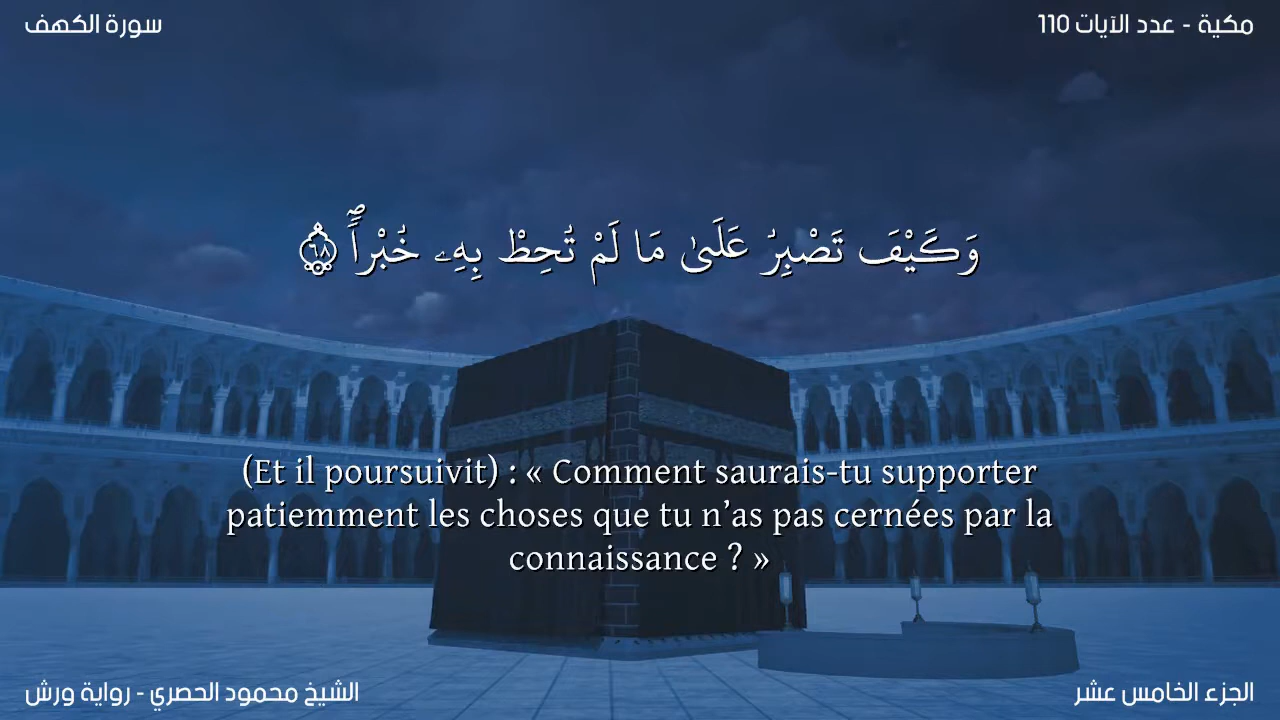 سورة الكهف
مكية - عدد الآيات 110
وَكَيْفَ تَصْبِرُ عَلَىٰ مَا لَمْ تُحِطْ بِهِۦ خُبْراٗۖ ٦٨
(Et il poursuivit) : « Comment saurais-tu supporter
patiemment les choses que tu n’as pas cernées par la
connaissance ? »
الشيخ محمود الحصري - رواية ورش
الجزء الخامس عشر